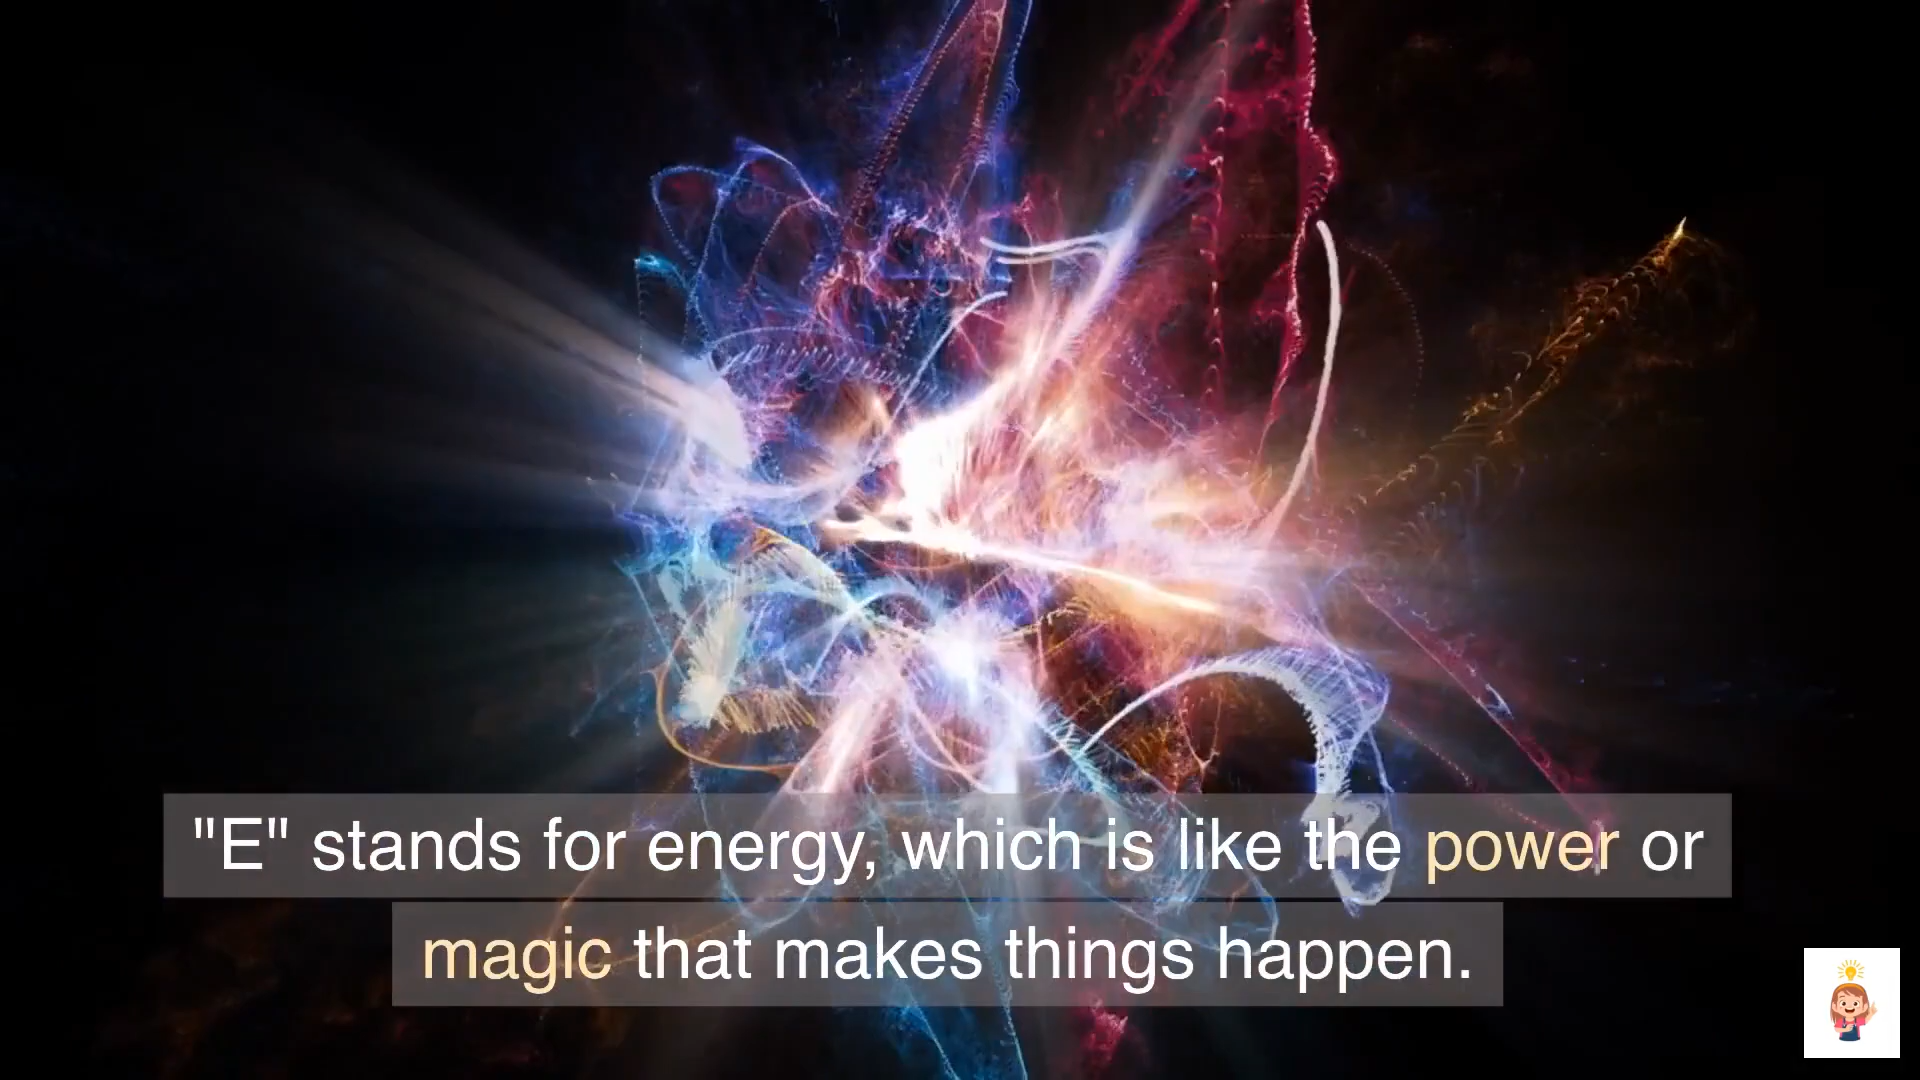 "E" stands for energy, which is like the power or
magic that makes things happen.